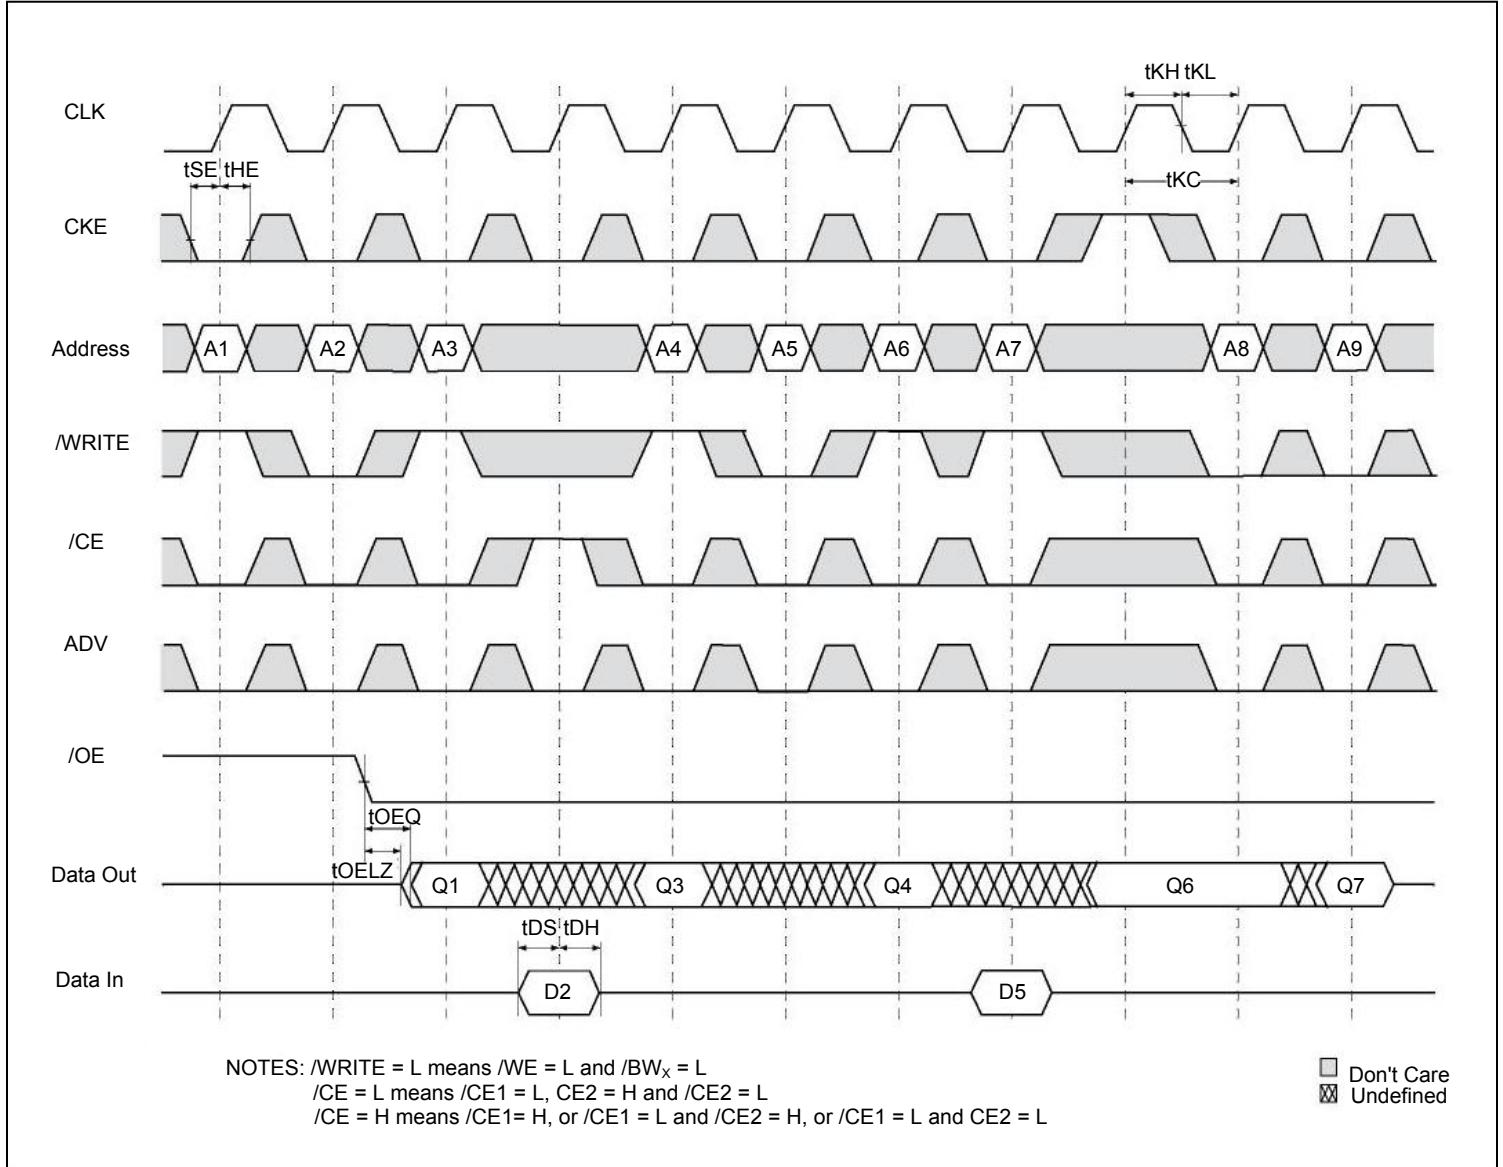 tKH tKL
CLK
tSE tHE
tKC
CKE
Address A1 A2 A3 A4 A5 A6 A7 A8 A9
/WRITE
/CE
ADV
/OE
tOEQ
tOELZ
Data Out Q1 Q3 Q4 Q6 Q7
tDS tDH
Data In D2 D5
NOTES: /WRITE = L means /WE = L and /BWX = L
/CE = L means /CE1 = L, CE2 = H and /CE2 = L
/CE = H means /CE1= H, or /CE1 = L and /CE2 = H, or /CE1 = L and CE2 = L
Don't Care
Undefined